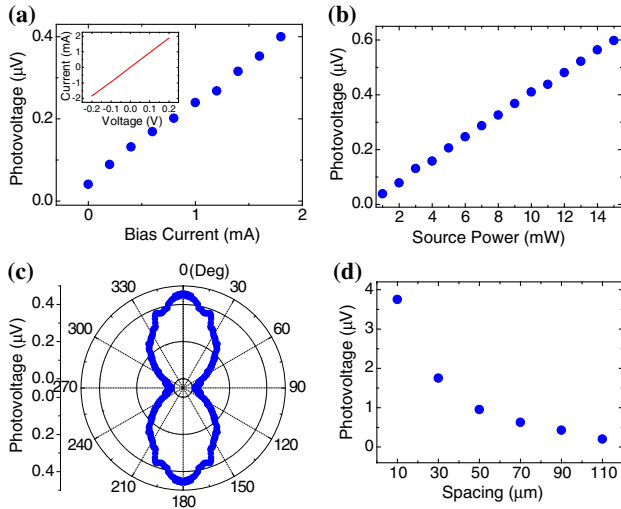 (a)
0.4
0.2
0.0
Photovoltage (µV)
0
1
2
Bias Current (mA)
2
1
0
-1
-2
Current (mA)
-0.2
0.0
0.2
Voltage (V)
(b)
0.6
0.4
0.2
0.0
Photovoltage (µV)
2 4 6 8 10 12 14
Source Power (mW)
(c)
0.4
0.2
0.0
0.0
0.2
0.4
Photovoltage (µV)
0 (Deg)
30
60
90
120
150
180
210
240
270
300
330
(d)
4
3
2
1
0
Photovoltage (µV)
10 30 50 70 90 110
Spacing (µm)